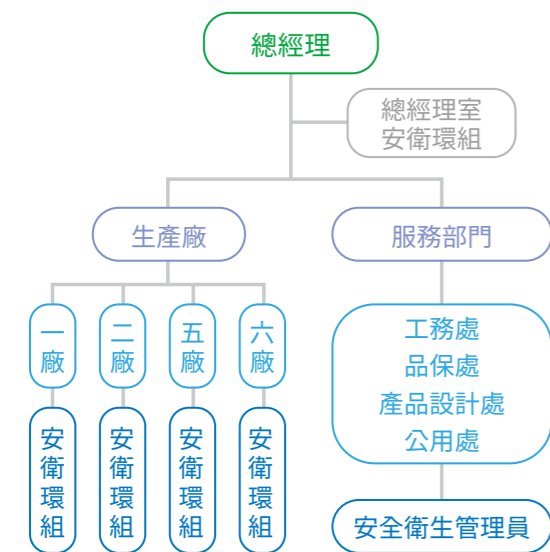 總經理
總經理室
安衛環組
生產廠
服務部門
一廠
二廠
五廠
六廠
工務處
品保處
產品設計處
公用處
安衛環組
安衛環組
安衛環組
安衛環組
安全衛生管理員